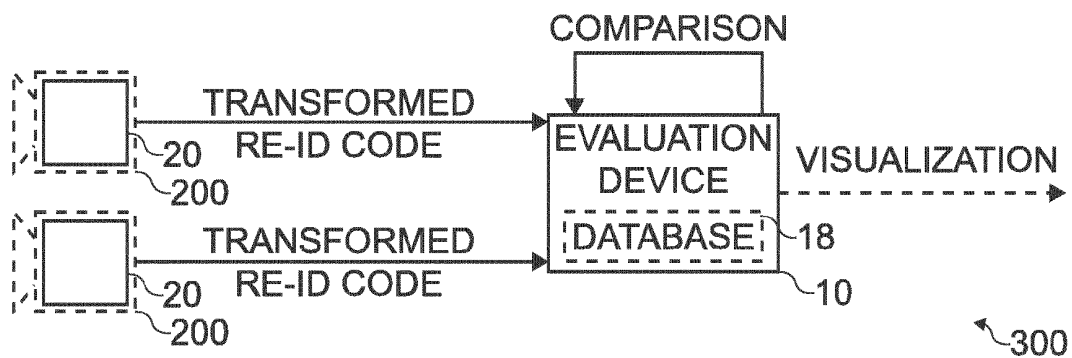 COMPARISON
TRANSFORMED
RE-ID CODE
20
200
EVALUATION
DEVICE
VISUALIZATION
DATABASE
18
TRANSFORMED
RE-ID CODE
20
200
10
300